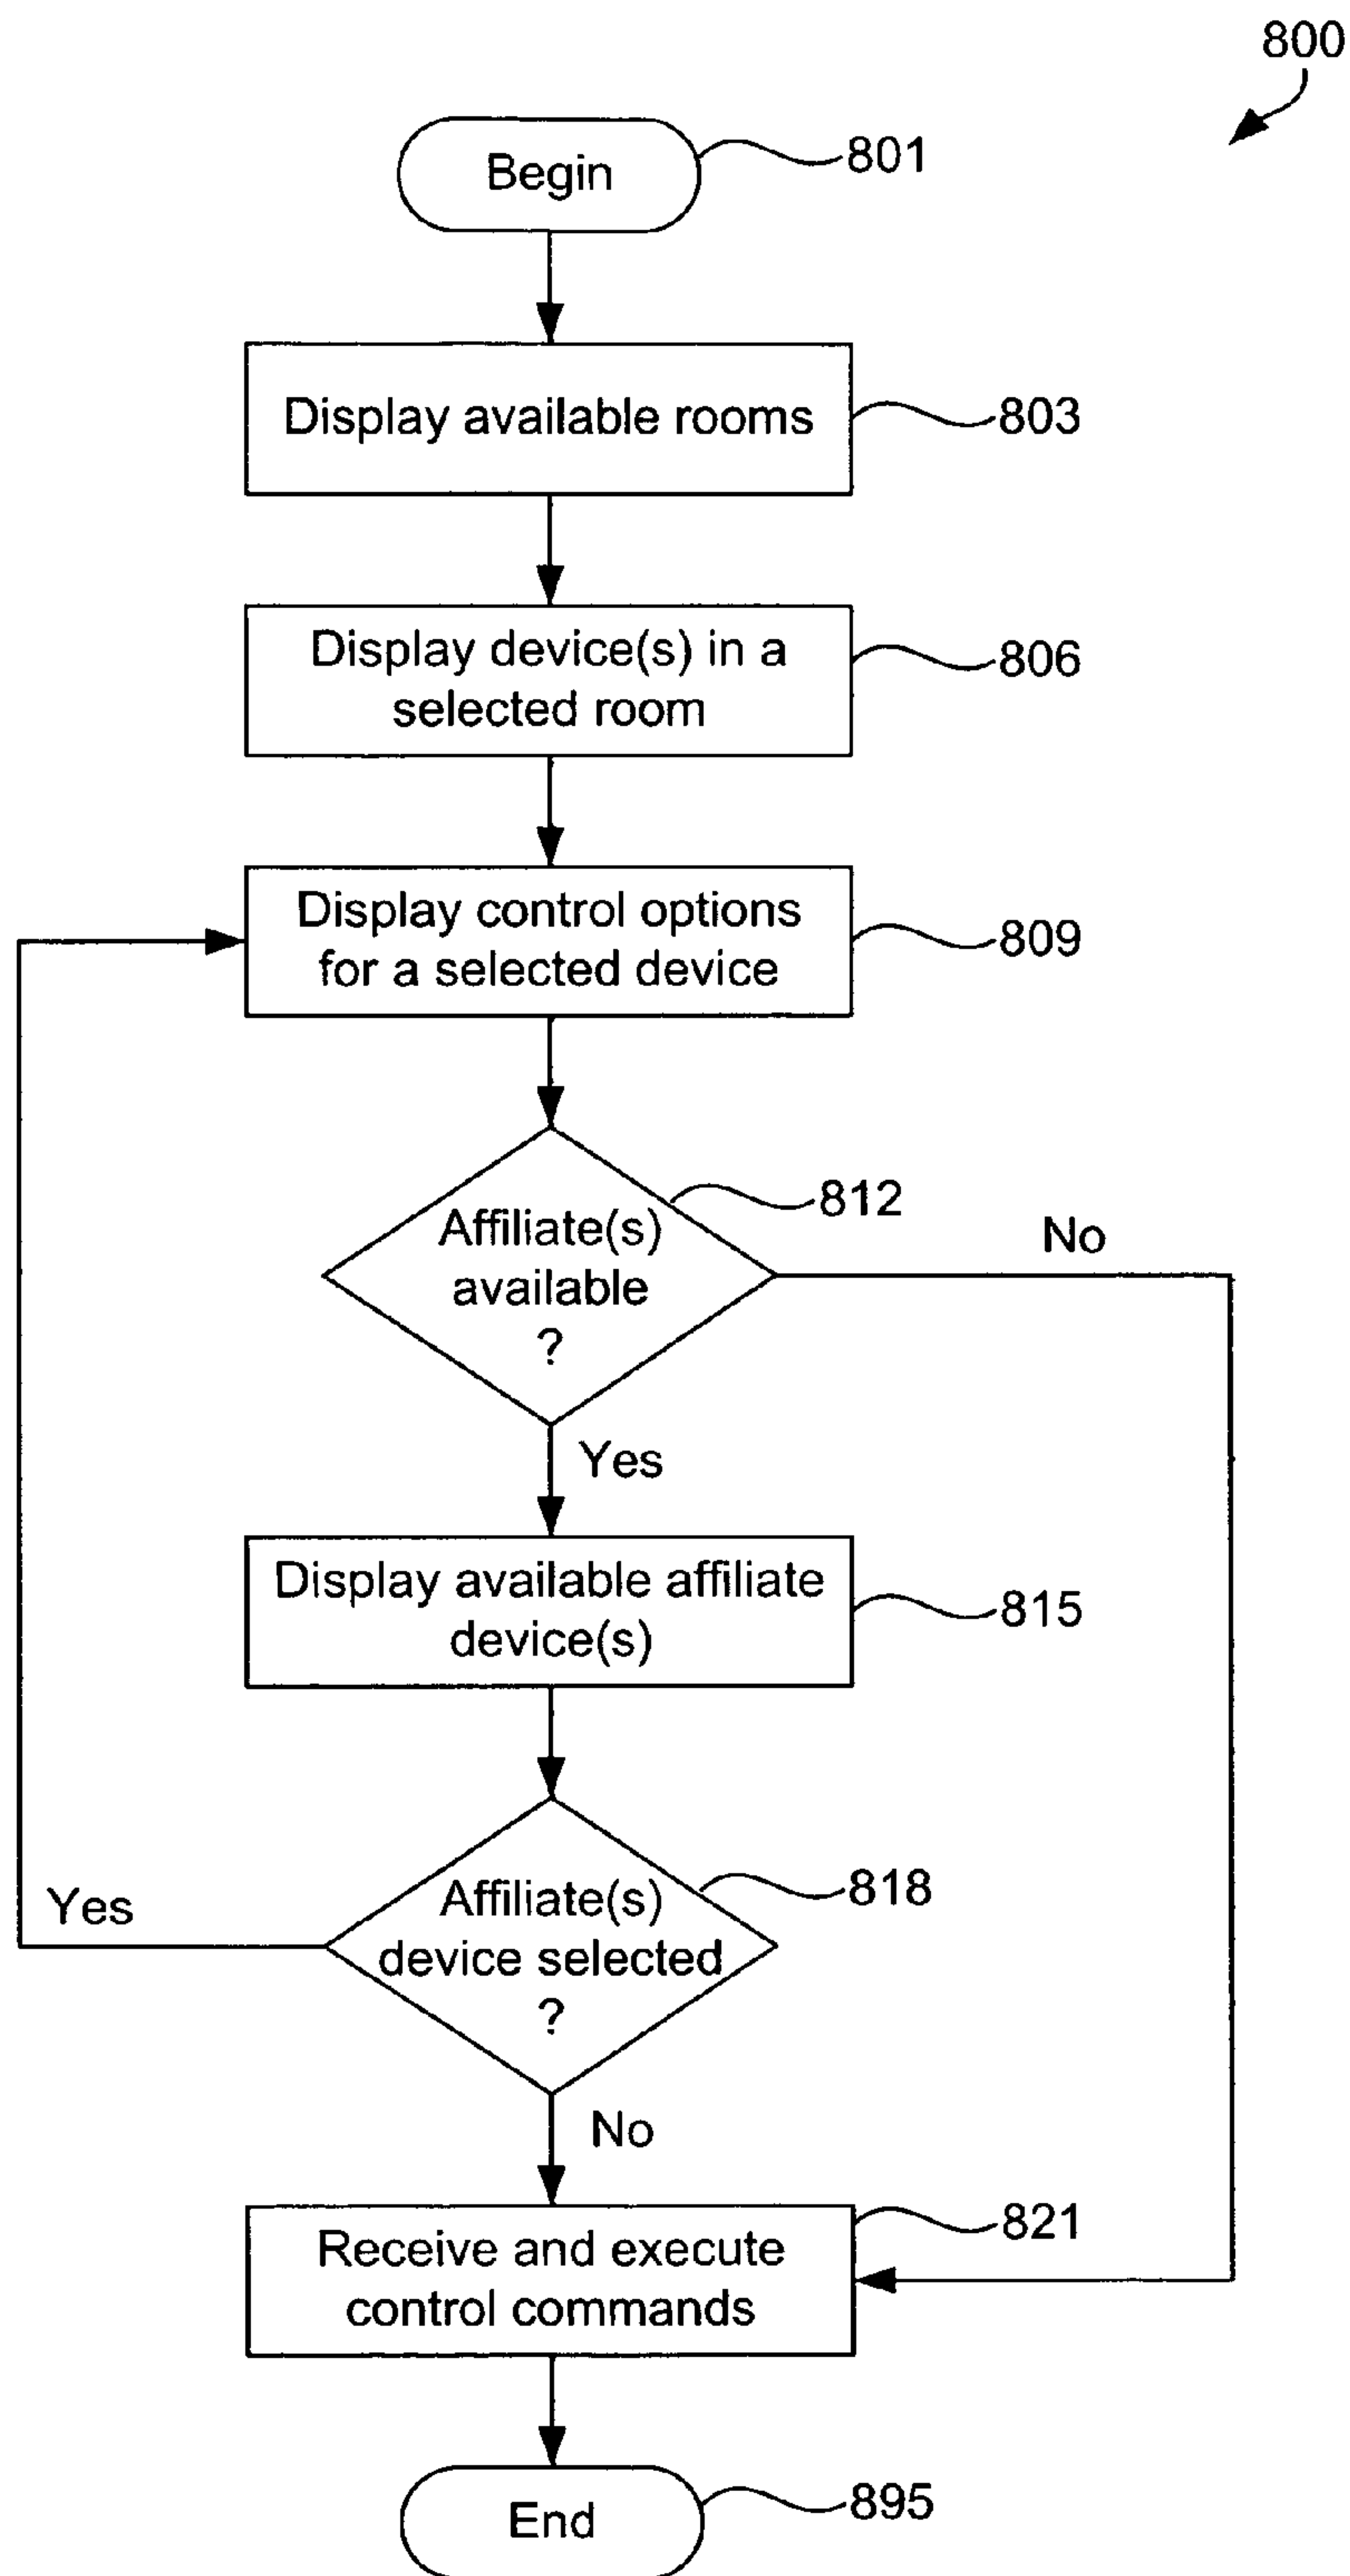 800
Begin
801
Display available rooms
803
Display device(s) in a
selected room
806
Display control options
for a selected device
809
812
Affiliate(s)
available
?
No
Yes
Display available affiliate
device(s)
815
818
Affiliate(s)
device selected
?
Yes
No
821
Receive and execute
control commands
End
895